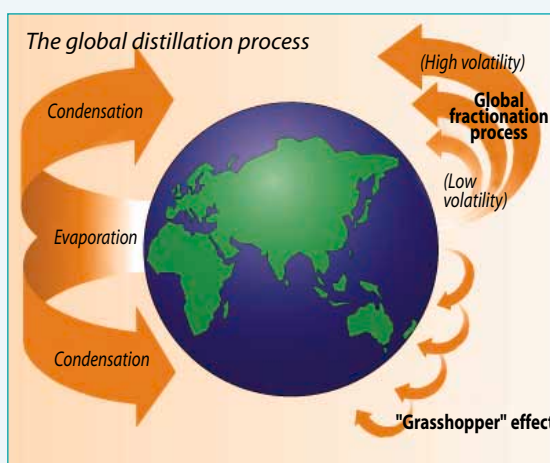 The global distillation process
Condensation
Evaporation
Condensation
(High volatility)
Global
fractionation
process
(Low
volatility)
"Grasshopper" effect